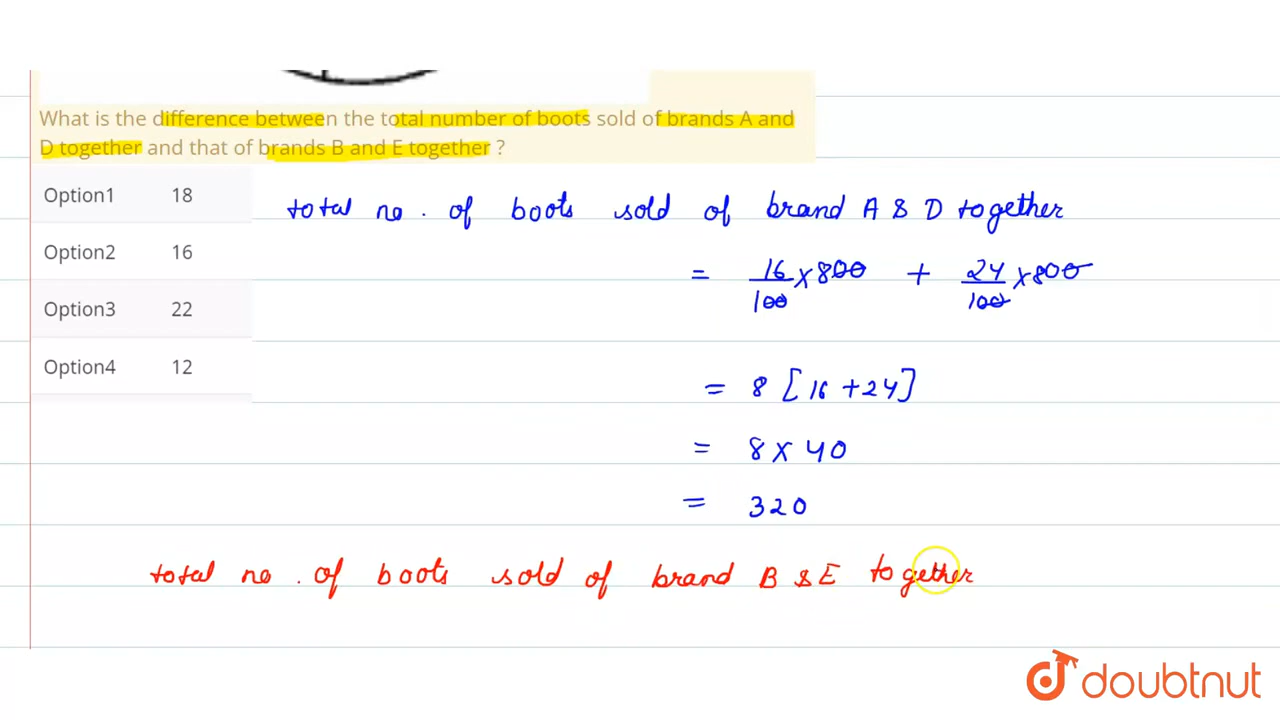 What is the difference between the total number of boots sold of brands A and
D together and that of brands B and E together ?
Option1 18
Option2 16
Option3 22
Option4 12
total no . of boots sold of brand A & D together
= 16/100 × 800 + 24/100 × 800
= 8 [16 + 24]
= 8 × 40
= 320
total no . of boots sold of brand B & E together
doubtnut